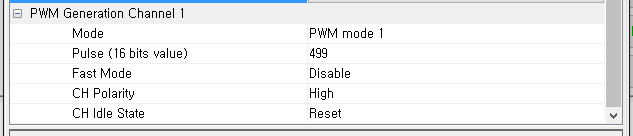 PWM Generation Channel 1
Mode PWM mode 1
Pulse (16 bits value) 499
Fast Mode Disable
CH Polarity High
CH Idle State Reset